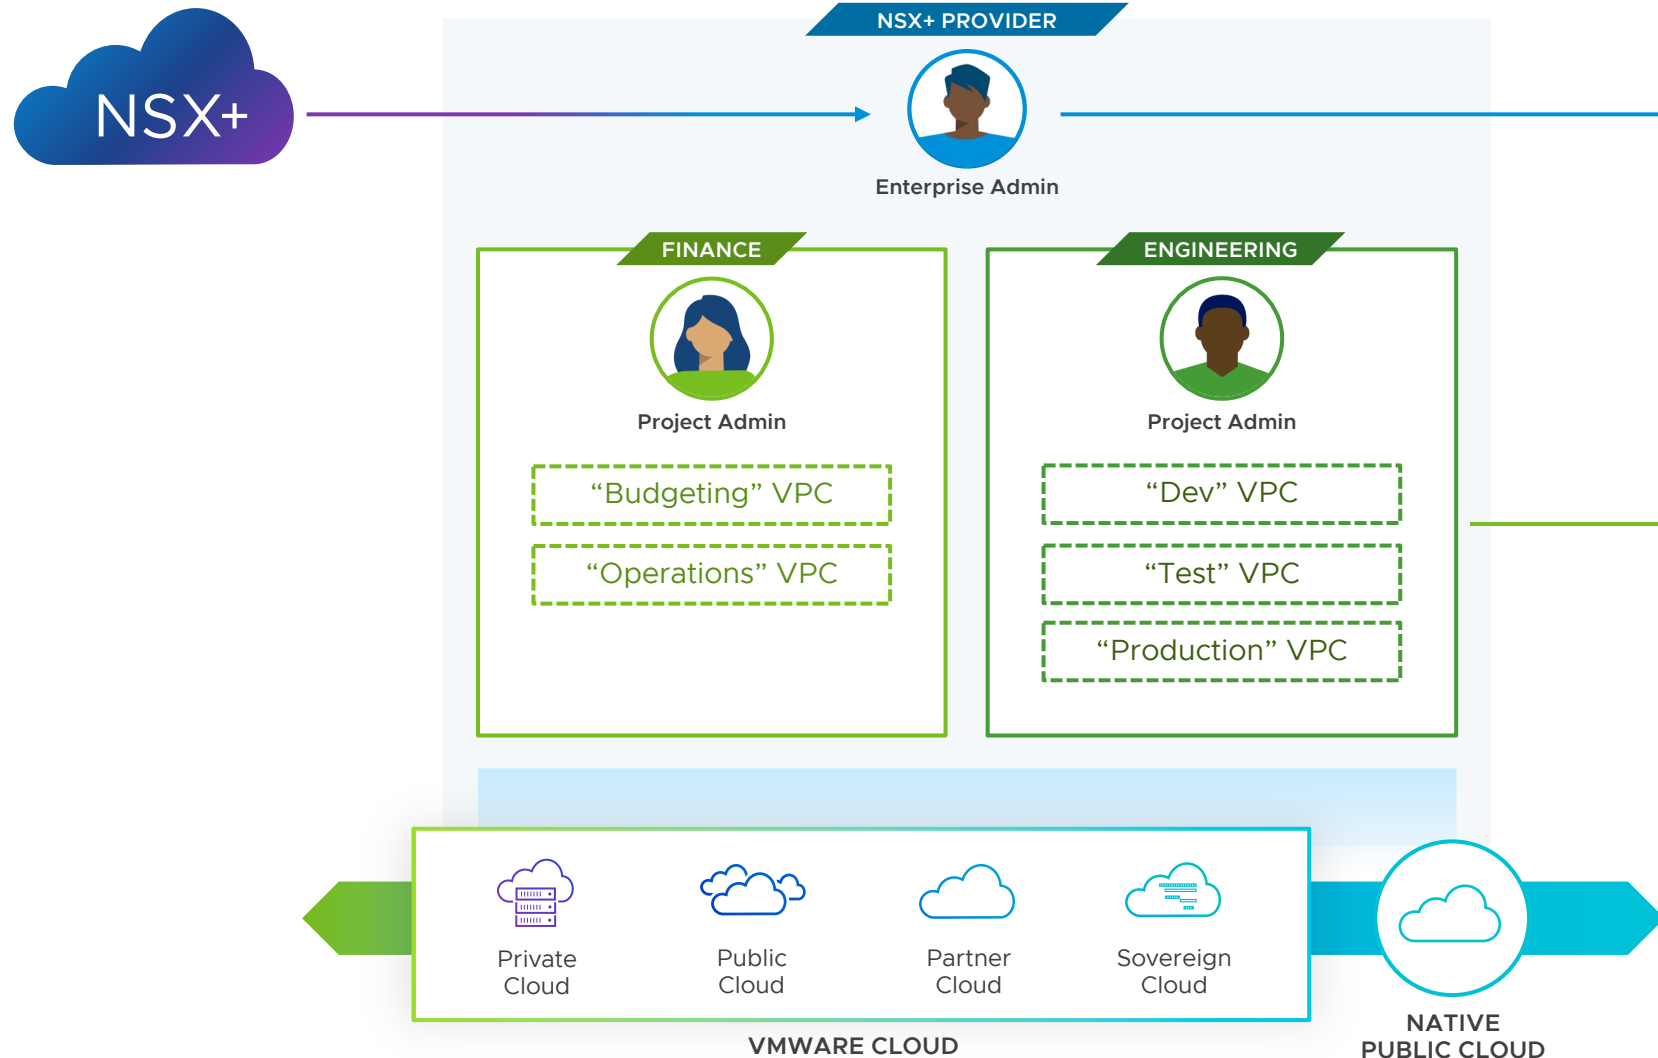 NSX+ PROVIDER
NSX+
Enterprise Admin
FINANCE
Project Admin
“Budgeting” VPC
“Operations” VPC
ENGINEERING
Project Admin
“Dev” VPC
“Test” VPC
“Production” VPC
Private
Cloud
Public
Cloud
Partner
Cloud
Sovereign
Cloud
VMWARE CLOUD
NATIVE
PUBLIC CLOUD